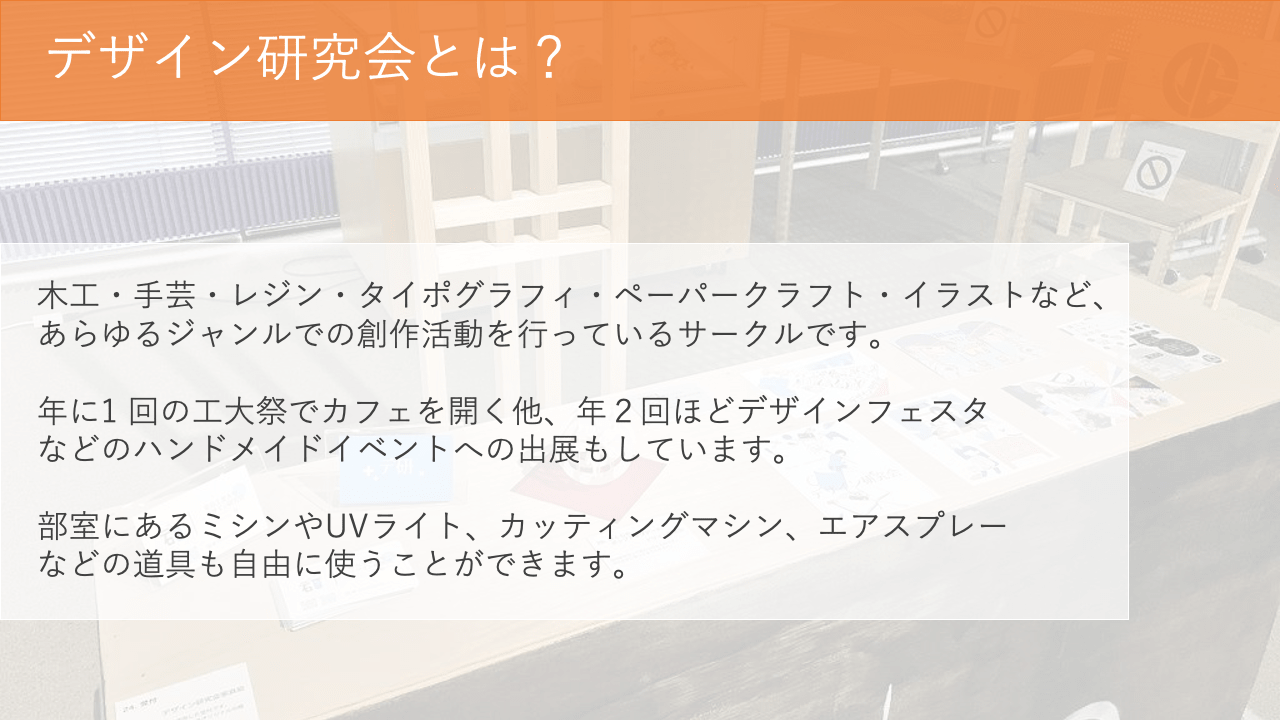 デザイン研究会とは？
木工・手芸・レジン・タイポグラフィ・ペーパークラフト・イラストなど、
あらゆるジャンルでの創作活動を行っているサークルです。
年に1 回の工大祭でカフェを開く他、年２回ほどデザインフェスタ
などのハンドメイドイベントへの出展もしています。
部室にあるミシンやUVライト、カッティングマシン、エアスプレー
などの道具も自由に使うことができます。